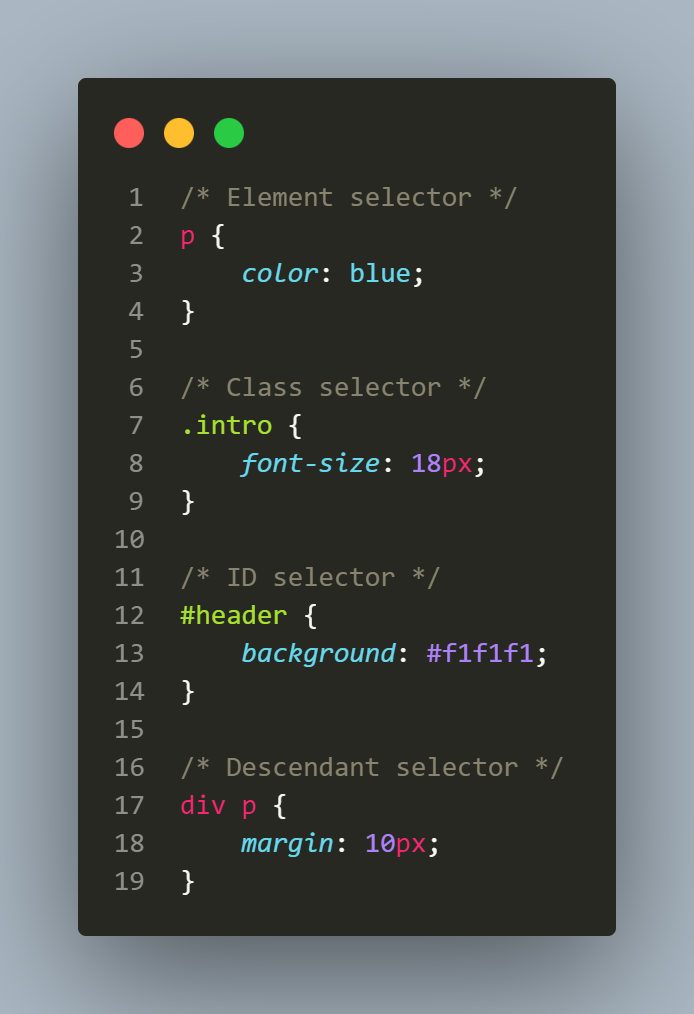 1 /* Element selector */
2 p {
3     color: blue;
4 }
5
6 /* Class selector */
7 .intro {
8     font-size: 18px;
9 }
10
11 /* ID selector */
12 #header {
13     background: #f1f1f1;
14 }
15
16 /* Descendant selector */
17 div p {
18     margin: 10px;
19 }